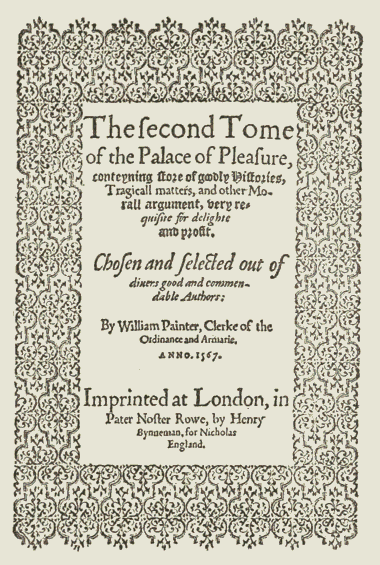 The ſecond Tome
of the Palace of Pleaſure,
conteyning ſtore of goodly Hiſtories,
Tragicall matters, and other Mo-
rall argument, very re-
quiſite for delighte
and profit.
Choſen and ſelected out of
diuers good and commen-
dable Authors:
By William Painter, Clerke of the
Ordinance and Armarie.
ANNO. 1567.
Imprinted at London, in
Pater Noſter Rowe, by Henry
Bynneman, for Nicholas
England.